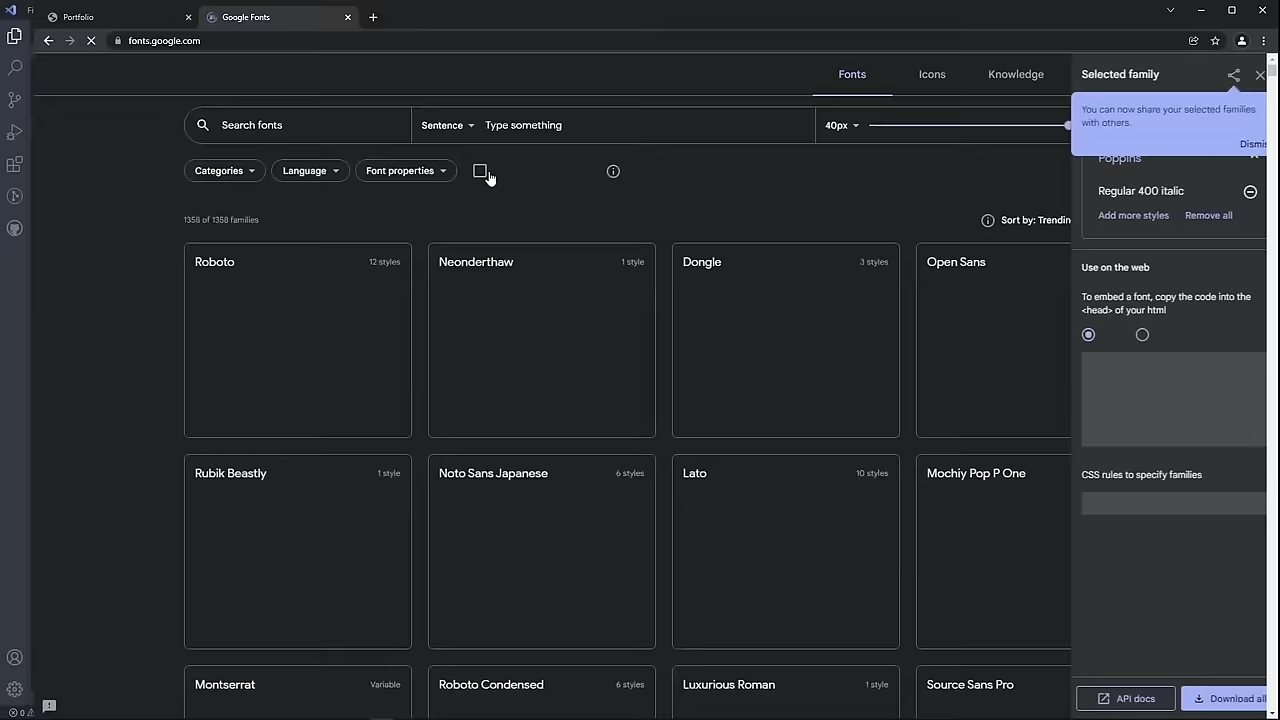 Fi
Portfolio
Google Fonts
fonts.google.com
Fonts
Icons
Knowledge
Selected family
You can now share your selected families
with others.
Search fonts
Sentence
Type something
40px
Dismis
Poppins
Categories
Language
Font properties
Regular 400 italic
Add more styles
Remove all
1358 of 1358 families
Sort by: Trendin
Roboto
12 styles
Neonderthaw
1 style
Dongle
3 styles
Open Sans
Use on the web
To embed a font, copy the code into the
<head> of your html
Rubik Beastly
1 style
Noto Sans Japanese
6 styles
Lato
10 styles
Mochiy Pop P One
CSS rules to specify families
Montserrat
Variable
Roboto Condensed
6 styles
Luxurious Roman
1 style
Source Sans Pro
API docs
Download all
0